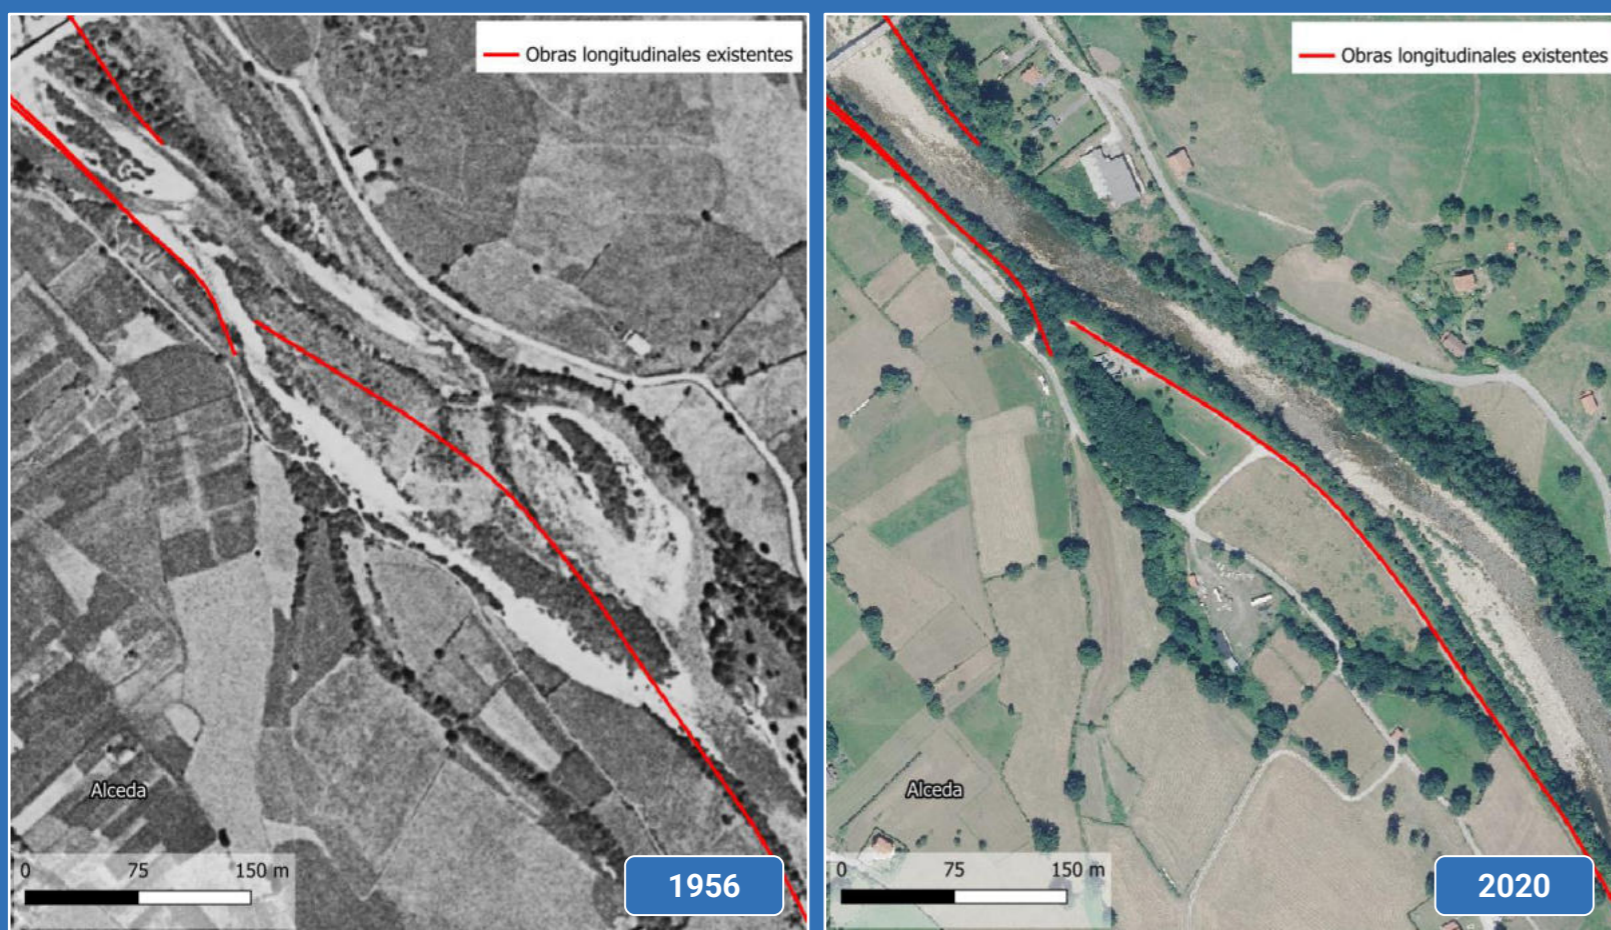 Obras longitudinales existentes
Alceda
0 75 150 m
1956
Obras longitudinales existentes
Alceda
0 75 150 m
2020